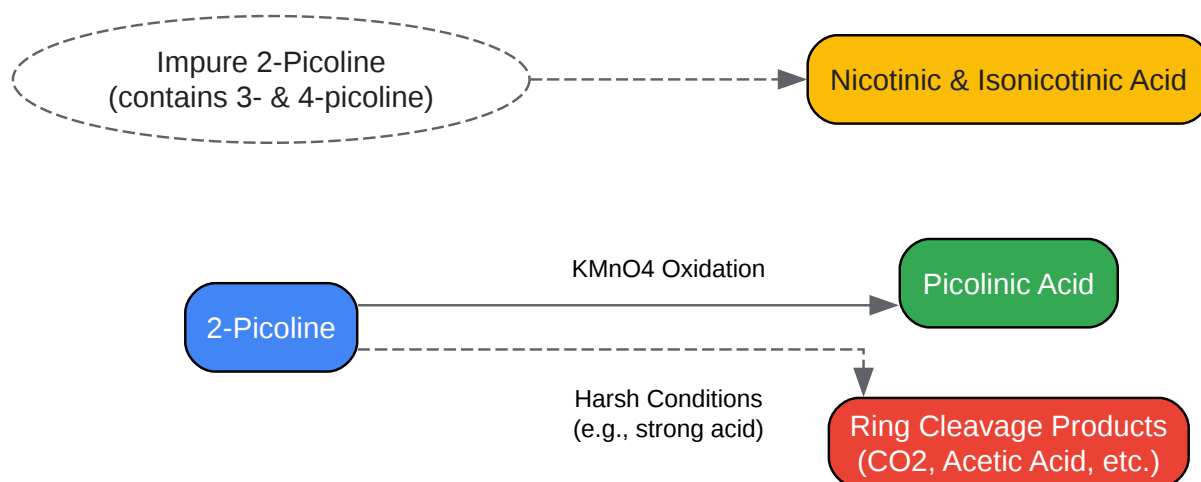 Impure 2-Picoline
(contains 3- & 4-picoline)
Nicotinic & Isonicotinic Acid
KMnO4 Oxidation
Picolinic Acid
2-Picoline
Harsh Conditions
(e.g., strong acid)
Ring Cleavage Products
(CO2, Acetic Acid, etc.)